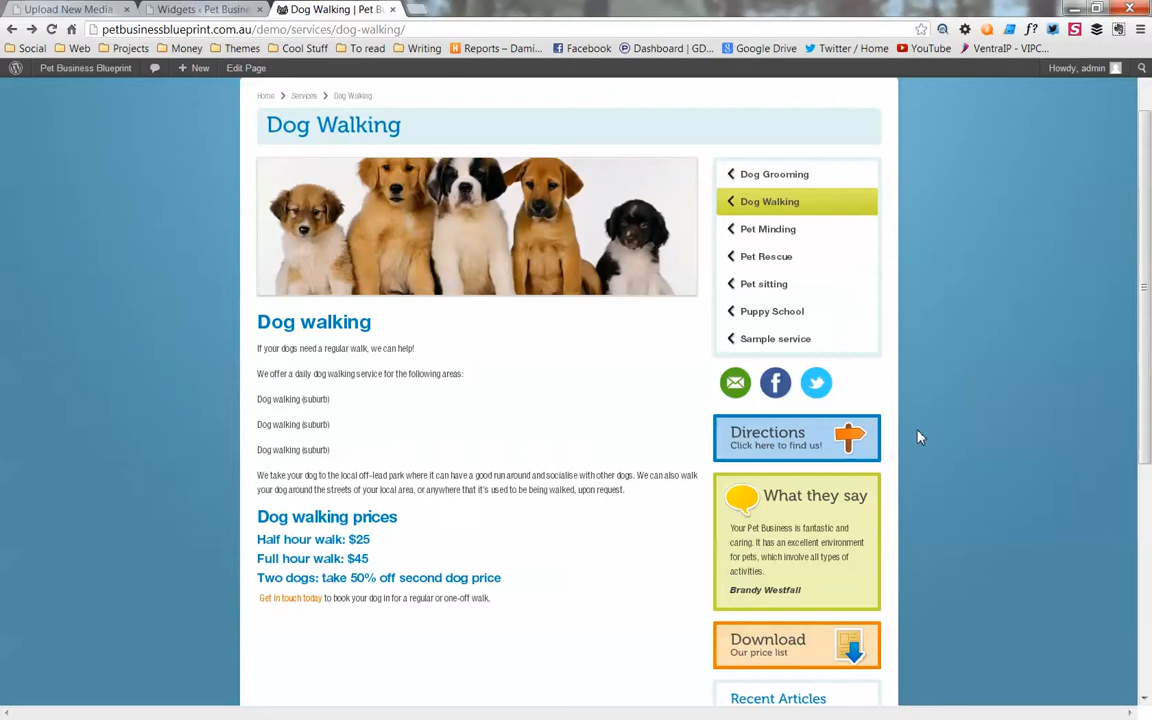 Upload New Media
Widgets ‹ Pet Busines
Dog Walking | Pet B
petbusinessblueprint.com.au/demo/services/dog-walking/
Social
Web
Projects
Money
Themes
Cool Stuff
To read
Writing
Reports – Dami...
Facebook
Dashboard | GD...
Google Drive
Twitter / Home
YouTube
VentraIP - VIPC...
Pet Business Blueprint
New
Edit Page
Howdy, admin
Home > Services > Dog Walking
Dog Walking
Dog Grooming
Dog Walking
Pet Minding
Pet Rescue
Pet sitting
Puppy School
Sample service
Dog walking
If your dogs need a regular walk, we can help!
We offer a daily dog walking service for the following areas:
Dog walking (suburb)
Dog walking (suburb)
Dog walking (suburb)
We take your dog to the local off-lead park where it can have a good run around and socialise with other dogs. We can also walk
your dog around the streets of your local area, or anywhere that it's used to being walked, upon request.
Dog walking prices
Half hour walk: $25
Full hour walk: $45
Two dogs: take 50% off second dog price
Get in touch today to book your dog in for a regular or one-off walk.
Directions
Click here to find us!
What they say
Your Pet Business is fantastic and
caring. It has an excellent environment
for pets, which involve all types of
activities.
Brandy Westfall
Download
Our price list
Recent Articles